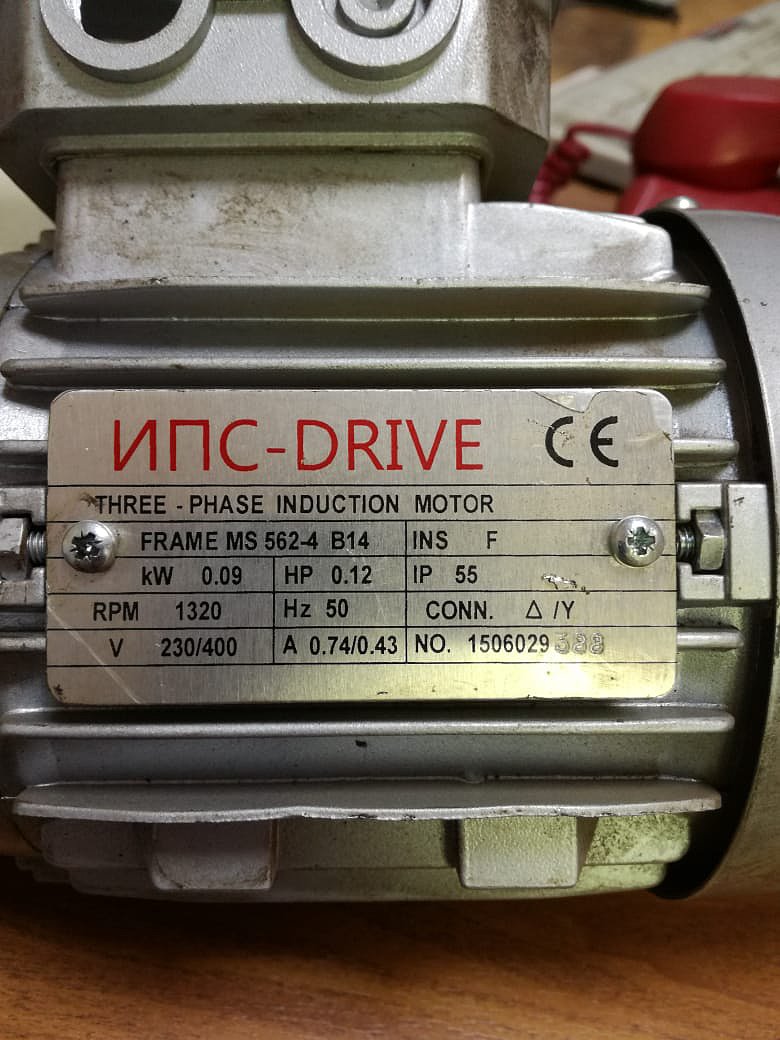 ИПС-DRIVE CE
THREE - PHASE INDUCTION MOTOR
FRAME MS 562-4 B14 INS F
kW 0.09 HP 0.12 IP 55
RPM 1320 Hz 50 CONN. Δ /Y
V 230/400 A 0.74/0.43 NO. 1506029388